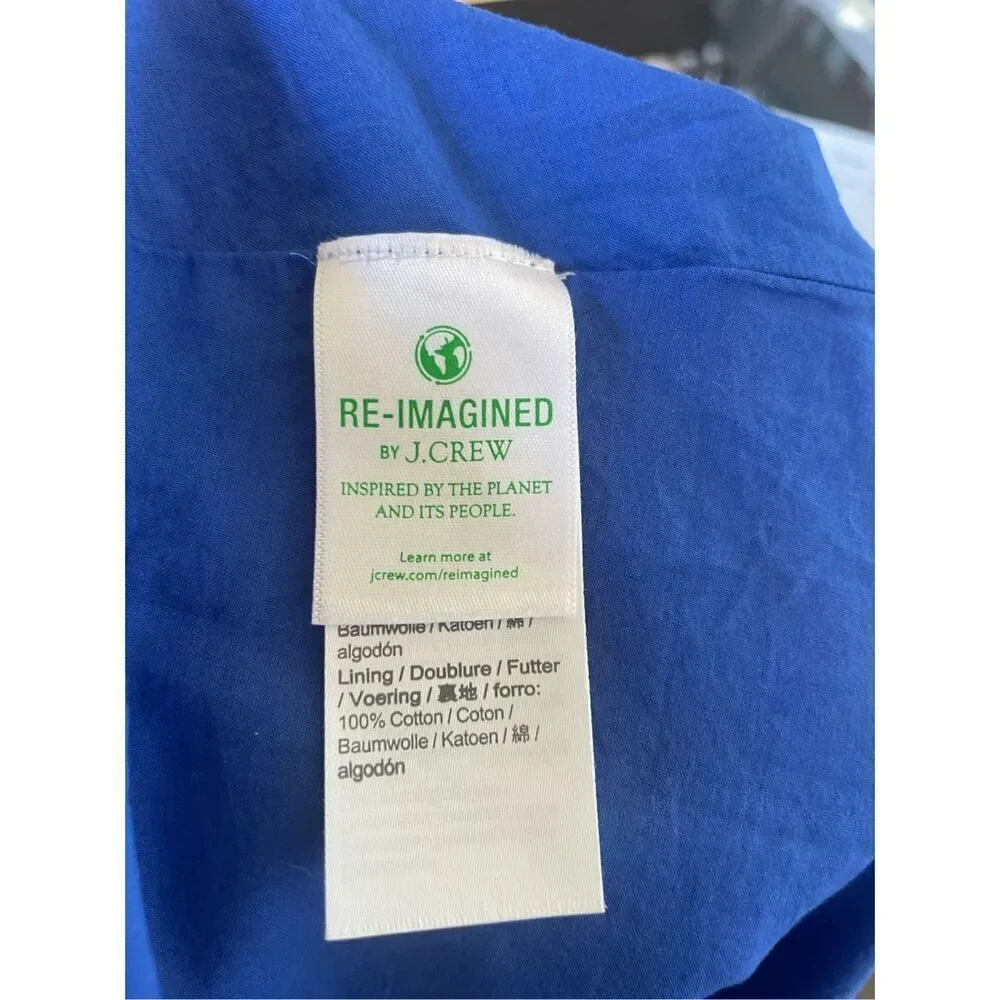 RE-IMAGINED
BY J.CREW
INSPIRED BY THE PLANET
AND ITS PEOPLE.
Learn more at
jcrew.com/reimagined
Baumwolle / Katoen / 綿 /
algodón
Lining / Doublure / Futter
/ Voering / 裏地 / forro:
100% Cotton / Coton /
Baumwolle / Katoen / 綿 /
algodón